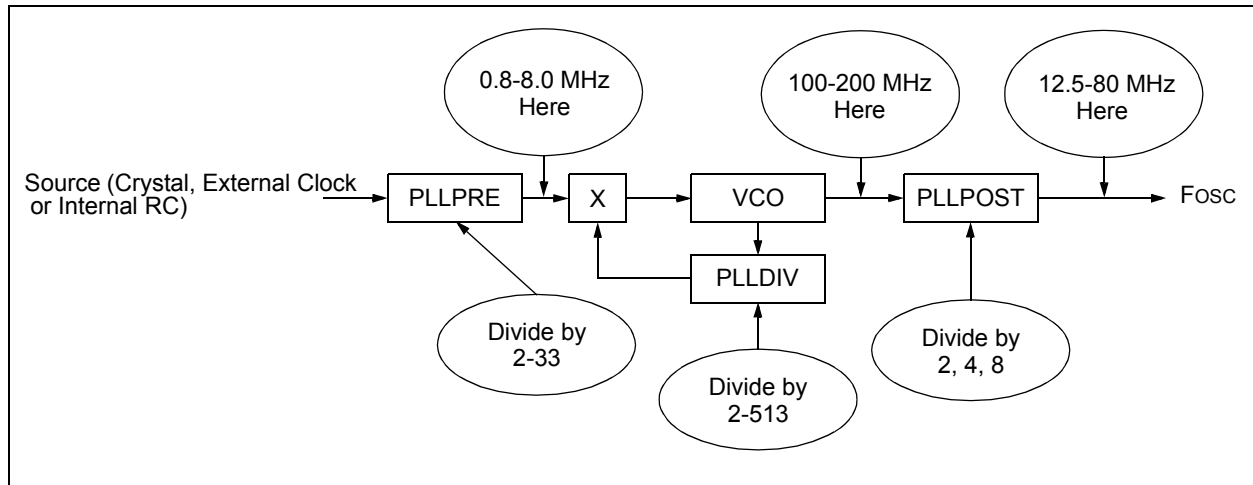 0.8-8.0 MHz
Here
100-200 MHz
Here
12.5-80 MHz
Here
Source (Crystal, External Clock
or Internal RC)
PLLPRE
X
VCO
PLLPOST
FOSC
PLLDIV
Divide by
2-33
Divide by
2-513
Divide by
2, 4, 8